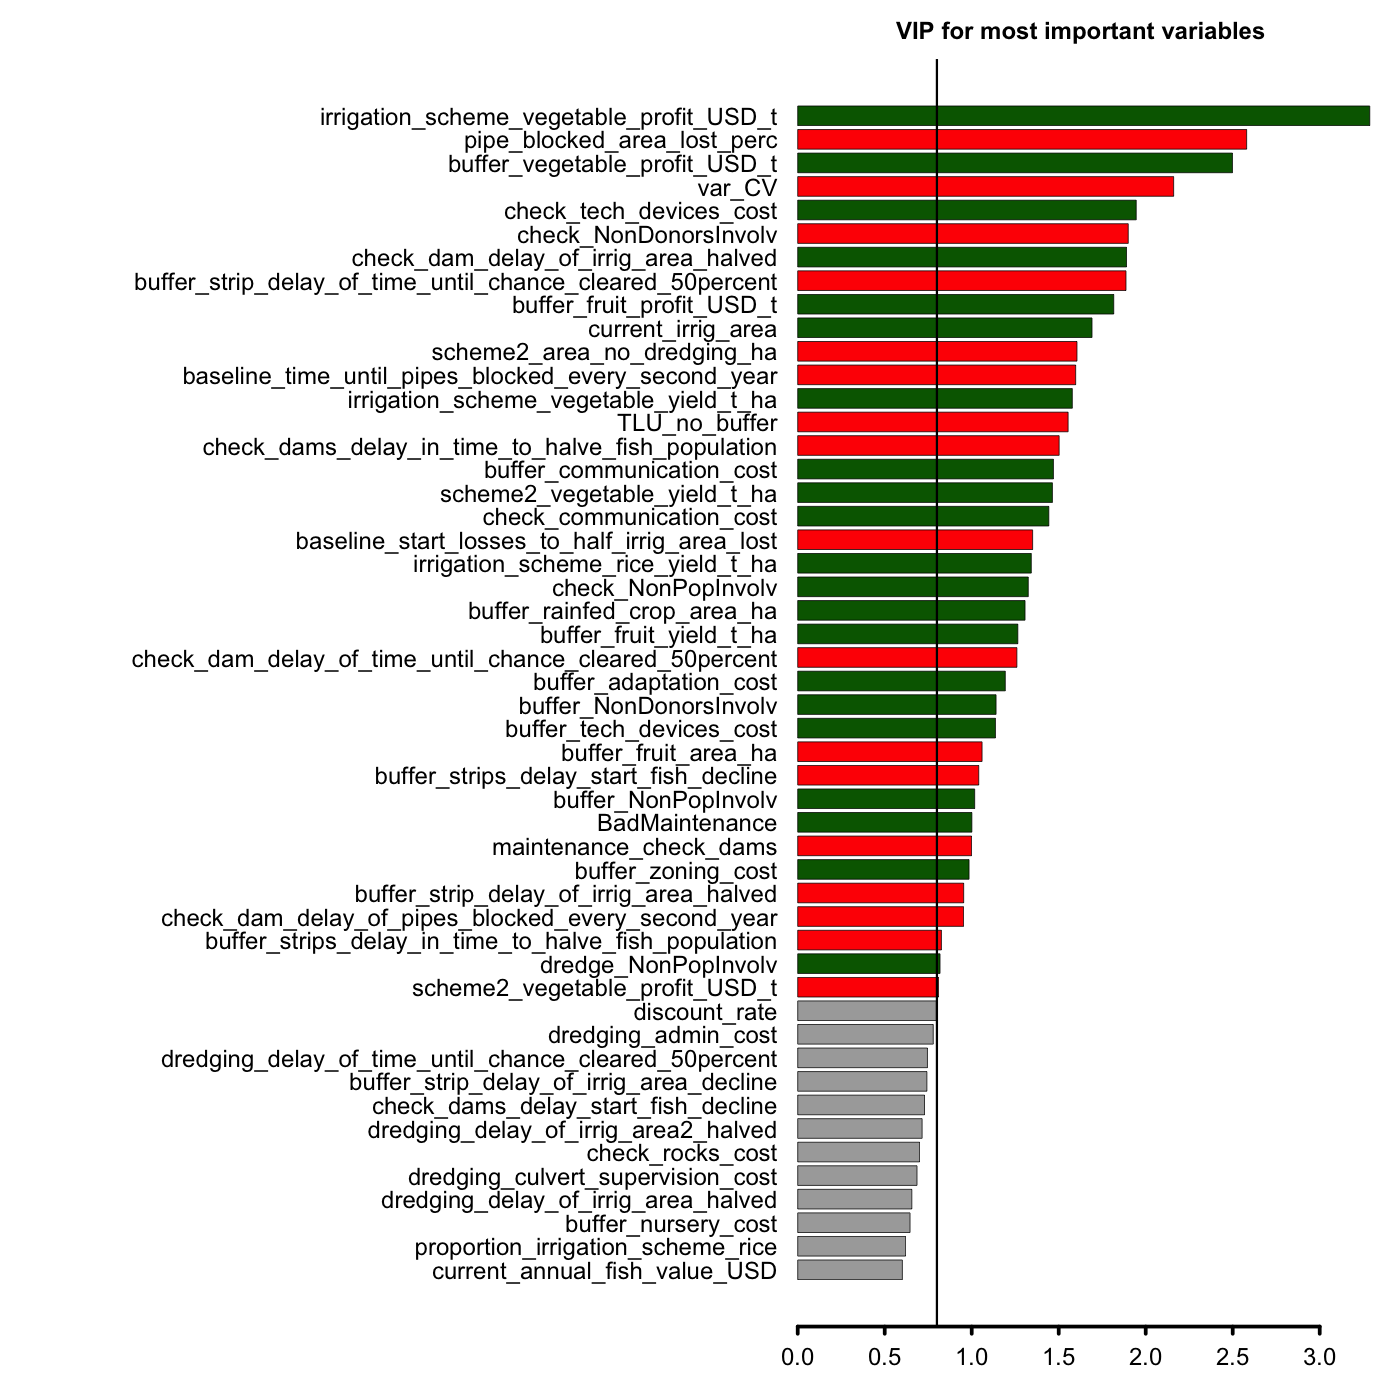 VIP for most important variables
irrigation_scheme_vegetable_profit_USD_t
pipe_blocked_area_lost_perc
buffer_vegetable_profit_USD_t
var_CV
check_tech_devices_cost
check_NonDonorsInvolv
check_dam_delay_of_irrig_area_halved
buffer_strip_delay_of_time_until_chance_cleared_50percent
buffer_fruit_profit_USD_t
current_irrig_area
scheme2_area_no_dredging_ha
baseline_time_until_pipes_blocked_every_second_year
irrigation_scheme_vegetable_yield_t_ha
TLU_no_buffer
check_dams_delay_in_time_to_halve_fish_population
buffer_communication_cost
scheme2_vegetable_yield_t_ha
check_communication_cost
baseline_start_losses_to_half_irrig_area_lost
irrigation_scheme_rice_yield_t_ha
check_NonPopInvolv
buffer_rainfed_crop_area_ha
buffer_fruit_yield_t_ha
check_dam_delay_of_time_until_chance_cleared_50percent
buffer_adaptation_cost
buffer_NonDonorsInvolv
buffer_tech_devices_cost
buffer_fruit_area_ha
buffer_strips_delay_start_fish_decline
buffer_NonPopInvolv
BadMaintenance
maintenance_check_dams
buffer_zoning_cost
buffer_strip_delay_of_irrig_area_halved
check_dam_delay_of_pipes_blocked_every_second_year
buffer_strips_delay_in_time_to_halve_fish_population
dredge_NonPopInvolv
scheme2_vegetable_profit_USD_t
discount_rate
dredging_admin_cost
dredging_delay_of_time_until_chance_cleared_50percent
buffer_strip_delay_of_irrig_area_decline
check_dams_delay_start_fish_decline
dredging_delay_of_irrig_area2_halved
check_rocks_cost
dredging_culvert_supervision_cost
dredging_delay_of_irrig_area_halved
buffer_nursery_cost
proportion_irrigation_scheme_rice
current_annual_fish_value_USD
0.0 0.5 1.0 1.5 2.0 2.5 3.0